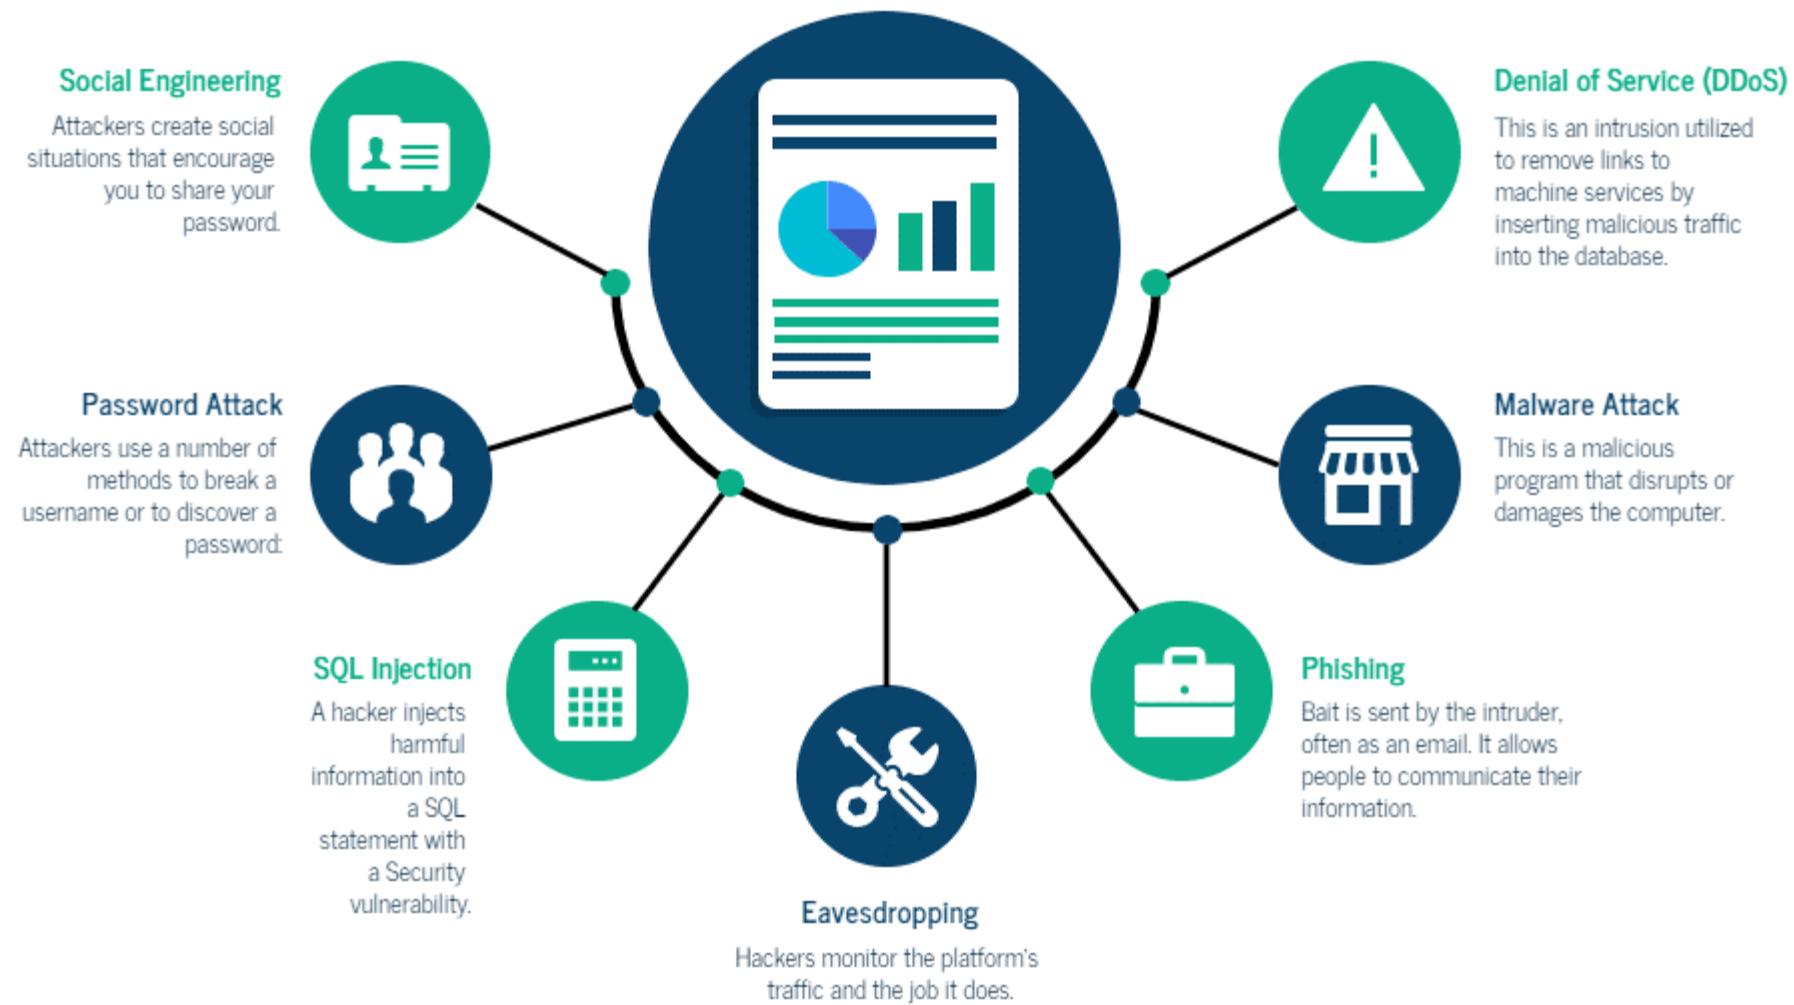 Social Engineering
Attackers create social
situations that encourage
you to share your
password.
Password Attack
Attackers use a number of
methods to break a
username or to discover a
password:
SQL Injection
A hacker injects
harmful
information into
a SQL
statement with
a Security
vulnerability.
Eavesdropping
Hackers monitor the platform's
traffic and the job it does.
Phishing
Bait is sent by the intruder,
often as an email. It allows
people to communicate their
information.
Malware Attack
This is a malicious
program that disrupts or
damages the computer.
Denial of Service (DDoS)
This is an intrusion utilized
to remove links to
machine services by
inserting malicious traffic
into the database.